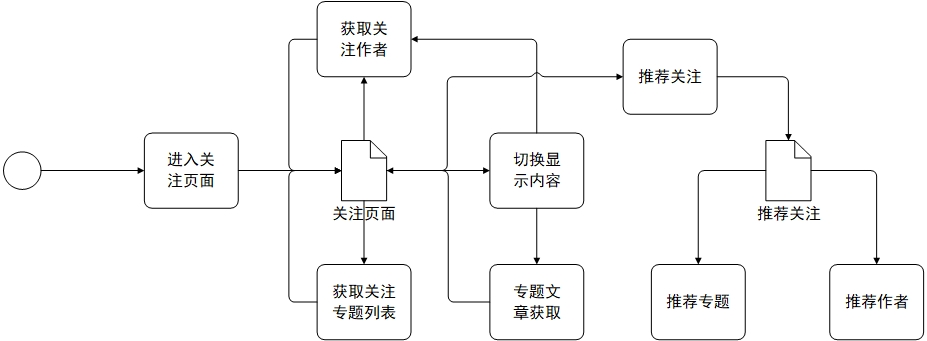 获取关
注作者
推荐关注
进入关
注页面
切换显
示内容
关注页面
推荐关注
获取关注
专题列表
专题文
章获取
推荐专题
推荐作者